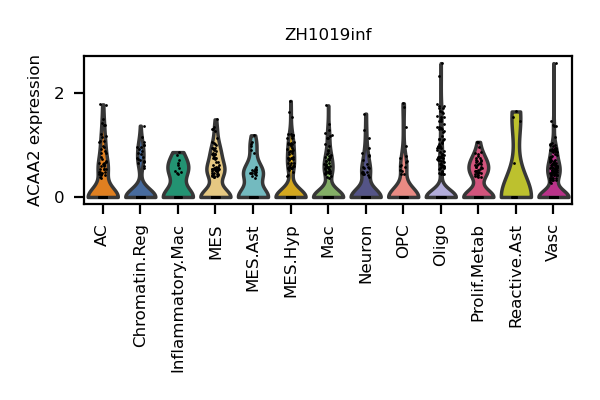 ZH1019inf
ACAA2 expression
2
0
AC
Chromatin.Reg
Inflammatory.Mac
MES
MES.Ast
MES.Hyp
Mac
Neuron
OPC
Oligo
Prolif.Metab
Reactive.Ast
Vasc